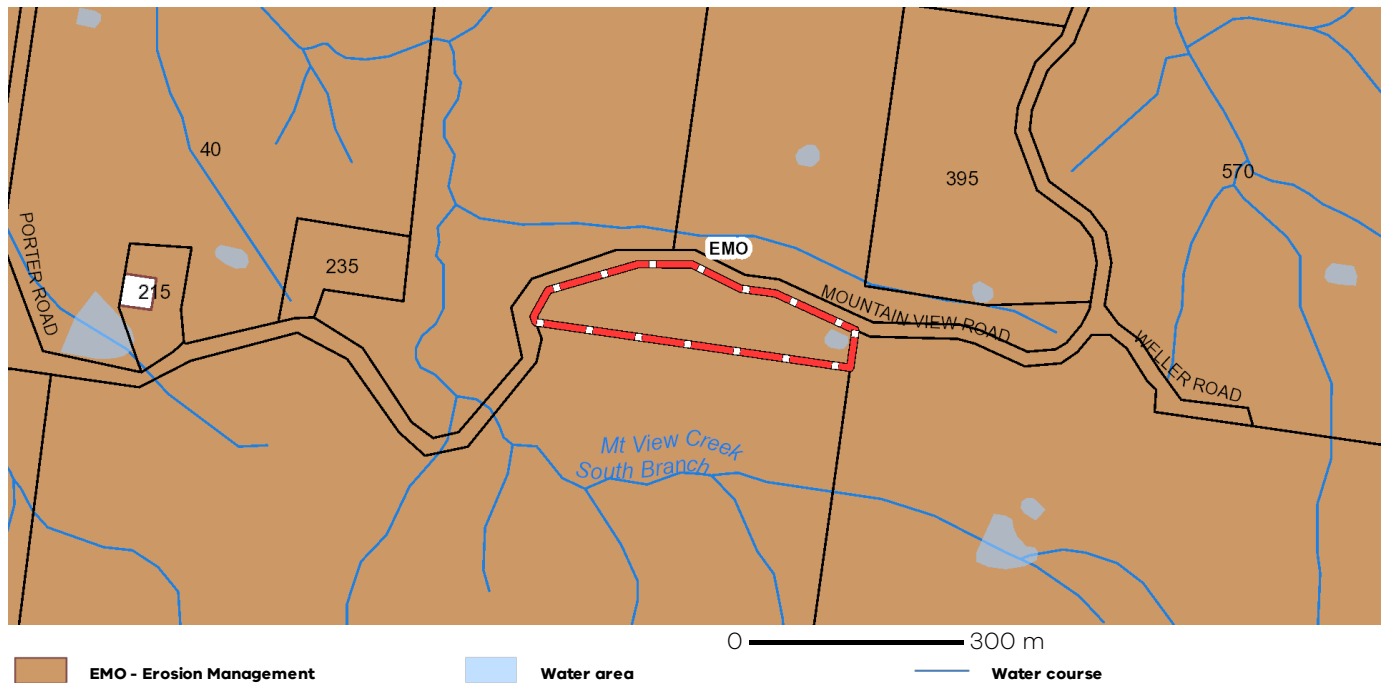 40
570
395
PORTER ROAD
EMO
235
215
MOUNTAIN VIEW ROAD
WELLER ROAD
Mt View Creek
South Branch
0 300 m
EMO - Erosion Management
Water area
Water course